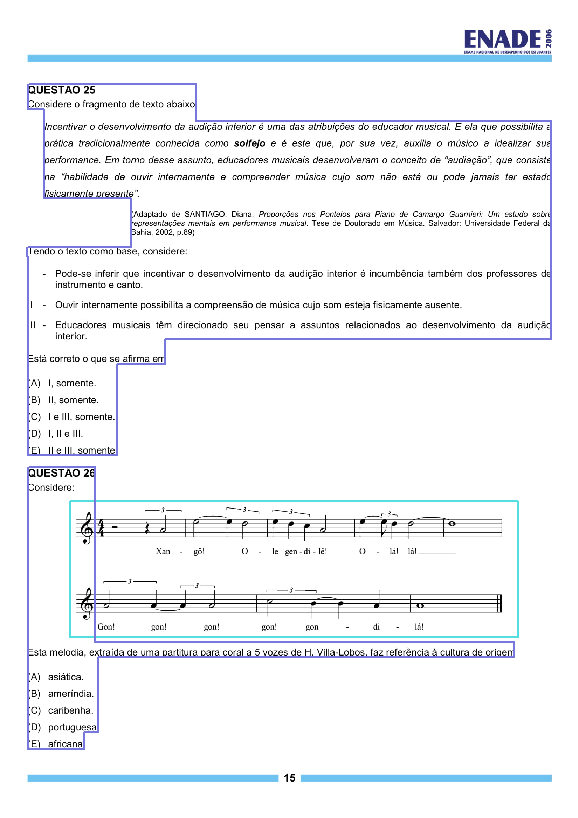 ENADE 2006
EXAME NACIONAL DE DESEMPENHO DOS ESTUDANTES
QUESTÃO 25
Considere o fragmento de texto abaixo
Incentivar o desenvolvimento da audição interior é uma das atribuições do educador musical. E ela que possibilita a
prática tradicionalmente conhecida como solfejo e é este que, por sua vez, auxilia o músico a idealizar sua
performance. Em torno desse assunto, educadores musicais desenvolveram o conceito de "audiação", que consiste
na "habilidade de ouvir internamente e compreender música cujo som não está ou pode jamais ter estado
fisicamente presente".
(Adaptado de SANTIAGO, Diana. Proporções nos Ponteios para Piano de Camargo Guarnieri: Um estudo sobre
representações mentais em performance musical. Tese de Doutorado em Música. Salvador: Universidade Federal da
Bahia, 2002, p.89)
Tendo o texto como base, considere:
- Pode-se inferir que incentivar o desenvolvimento da audição interior é incumbência também dos professores de
instrumento e canto.
I - Ouvir internamente possibilita a compreensão de música cujo som esteja fisicamente ausente.
II - Educadores musicais têm direcionado seu pensar a assuntos relacionados ao desenvolvimento da audição
interior.
Está correto o que se afirma em
(A) I, somente.
(B) II, somente.
(C) I e III, somente.
(D) I, II e III.
(E) II e III, somente
QUESTÃO 26
Considere:
3 3 3 3
Xan - gô! O - le gen - di - lê! O - lá! lá!
3 3 3
Gon! gon! gon! gon! gon - di - lá!
Esta melodia, extraída de uma partitura para coral a 5 vozes de H. Villa-Lobos, faz referência à cultura de origem
(A) asiática.
(B) ameríndia.
(C) caribenha.
(D) portuguesa
(E) africana
15